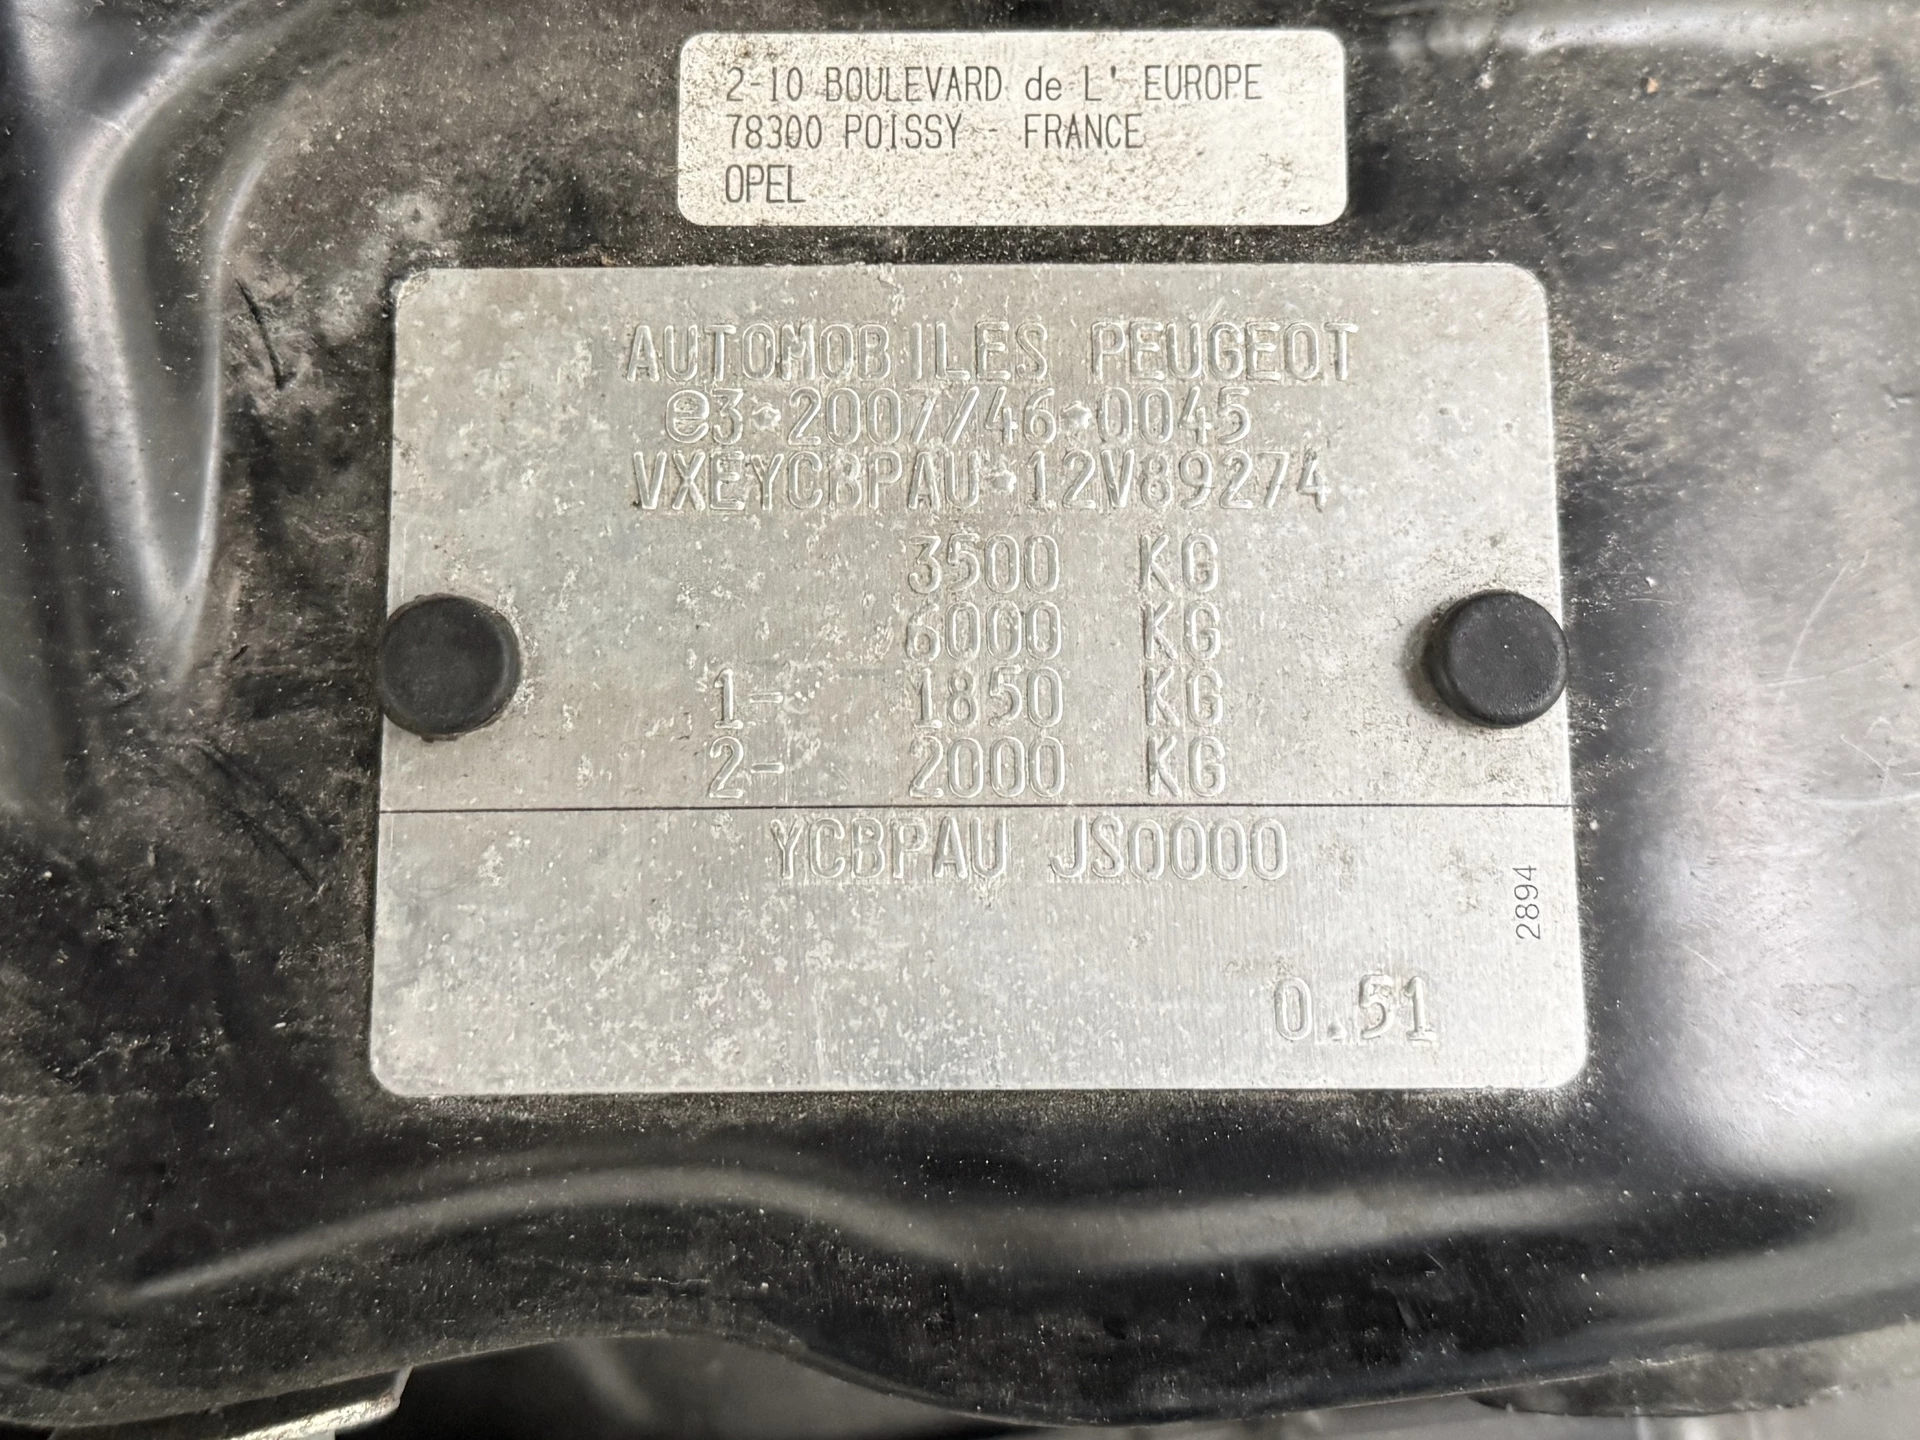 2-10 BOULEVARD de L' EUROPE
78300 POISSY - FRANCE
OPEL
AUTOMOBILES PEUGEOT
e3*2007/46*0045
VXEYCBPAU*12V89274
3500 KG
6000 KG
1- 1850 KG
2- 2000 KG
YCBPAU JS0000
2894
0.51